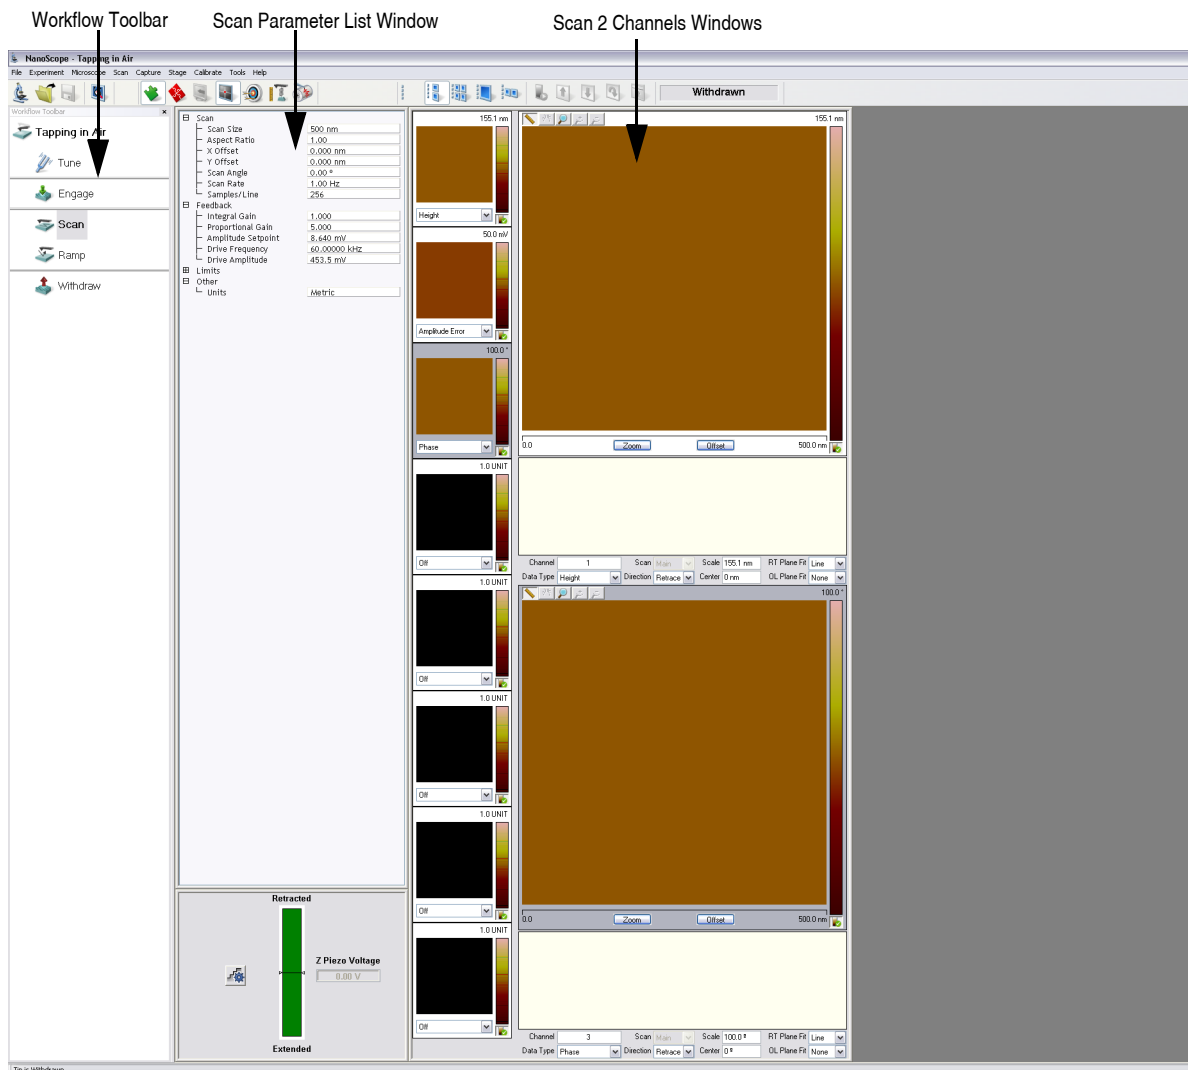 Workflow Toolbar Scan Parameter List Window Scan 2 Channels Windows
NanoScope - Tapping in Air
File Experiment Microscope Scan Capture Stage Calibrate Tools Help
Withdrawn
Workflow Toolbar
Tapping in Air
Tune
Engage
Scan
Ramp
Withdraw
Scan
Scan Size 500 nm
Aspect Ratio 1.00
X Offset 0.000 nm
Y Offset 0.000 nm
Scan Angle 0.00 °
Scan Rate 1.00 Hz
Samples/Line 256
Feedback
Integral Gain 1.000
Proportional Gain 5.000
Amplitude Setpoint 8.640 mV
Drive Frequency 60.00000 kHz
Drive Amplitude 453.5 mV
Limits
Other
Units Metric
Retracted
Z Piezo Voltage
0.00 V
Extended
155.1 nm
Height
50.0 mV
Amplitude Error
100.0 °
Phase
1.0 UNIT
Off
1.0 UNIT
Off
1.0 UNIT
Off
1.0 UNIT
Off
1.0 UNIT
Off
155.1 nm
0.0 Zoom Offset 500.0 nm
Channel 1 Scan Main Scale 155.1 nm RT Plane Fit Line
Data Type Height Direction Retrace Center 0 nm OL Plane Fit None
100.0 °
0.0 Zoom Offset 500.0 nm
Channel 3 Scan Main Scale 100.0 º RT Plane Fit Line
Data Type Phase Direction Retrace Center 0 º OL Plane Fit None
Tip is Withdrawn